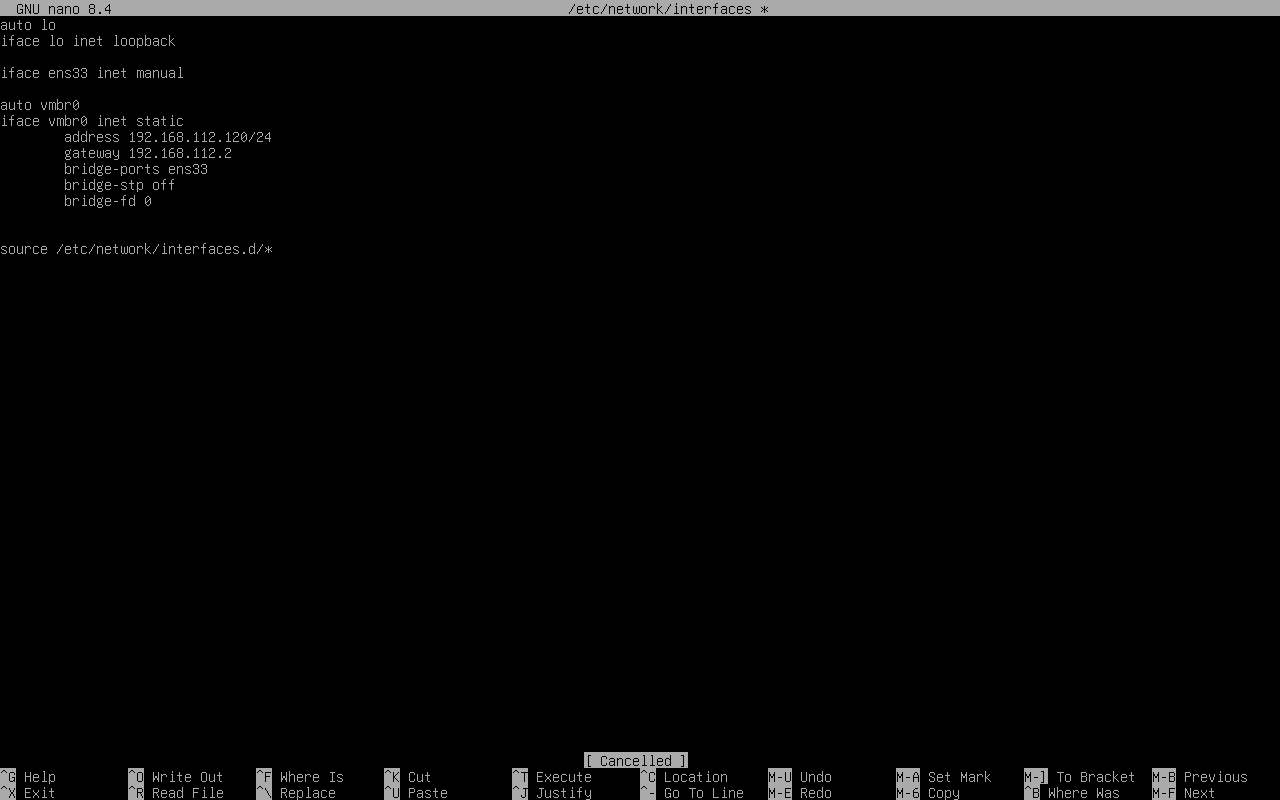 GNU nano 8.4 /etc/network/interfaces *
auto lo
iface lo inet loopback
iface ens33 inet manual
auto vmbr0
iface vmbr0 inet static
address 192.168.112.120/24
gateway 192.168.112.2
bridge-ports ens33
bridge-stp off
bridge-fd 0
source /etc/network/interfaces.d/*
[ Cancelled ]
^G Help ^O Write Out ^F Where Is ^K Cut ^T Execute ^C Location M-U Undo M-A Set Mark M-] To Bracket M-B Previous
^X Exit ^R Read File ^\ Replace ^U Paste ^J Justify ^- Go To Line M-E Redo M-6 Copy ^B Where Was M-F Next